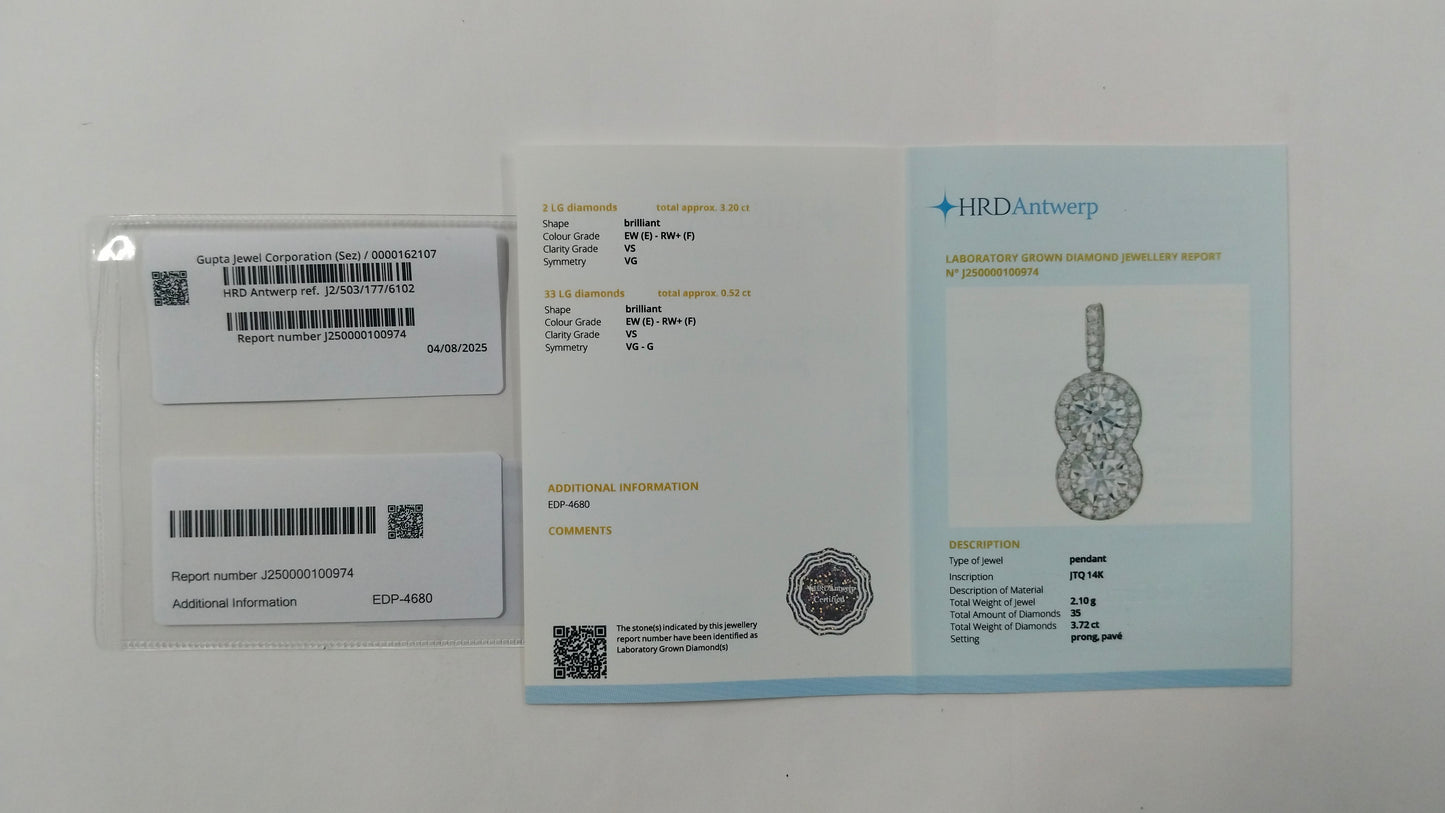 Gupta Jewel Corporation (Sez) / 0000162107
HRD Antwerp ref. J2/503/177/6102
Report number J250000100974
04/08/2025
Report number J250000100974
Additional Information EDP-4680
2 LG diamonds total approx. 3.20 ct
Shape brilliant
Colour Grade EW (E) - RW+ (F)
Clarity Grade VS
Symmetry VG
33 LG diamonds total approx. 0.52 ct
Shape brilliant
Colour Grade EW (E) - RW+ (F)
Clarity Grade VS
Symmetry VG - G
ADDITIONAL INFORMATION
EDP-4680
COMMENTS
HRD Antwerp
Certified
The stone(s) indicated by this jewellery
report number have been identified as
Laboratory Grown Diamond(s)
HRDAntwerp
LABORATORY GROWN DIAMOND JEWELLERY REPORT
N° J250000100974
DESCRIPTION
Type of Jewel pendant
Inscription JTQ 14K
Description of Material
Total Weight of Jewel 2.10 g
Total Amount of Diamonds 35
Total Weight of Diamonds 3.72 ct
Setting prong, pavé